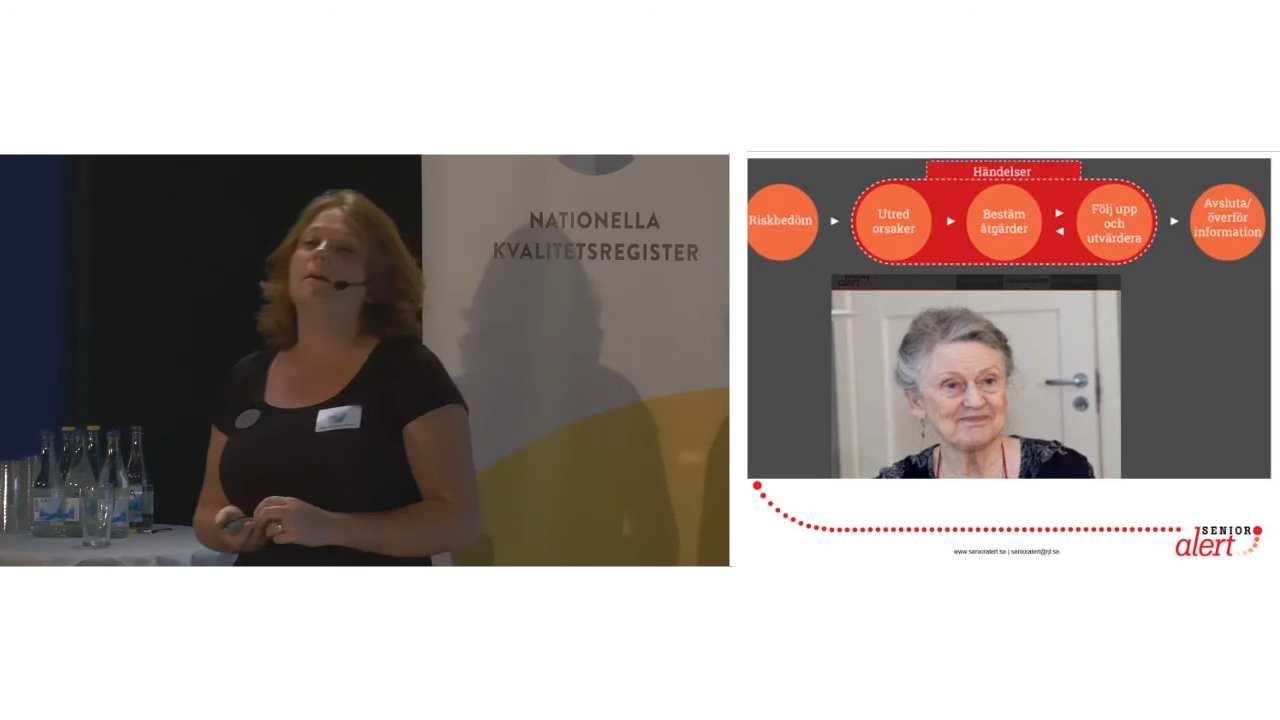 NATIONELLA
KVALITETSREGISTER
Händelser
Riskbedöm
Utred
orsaker
Bestäm
åtgärder
Följ upp
och
utvärdera
Avsluta/
överför
information
alert
www.senioralert.se | senioralert@rjl.se
SENIOR
alert